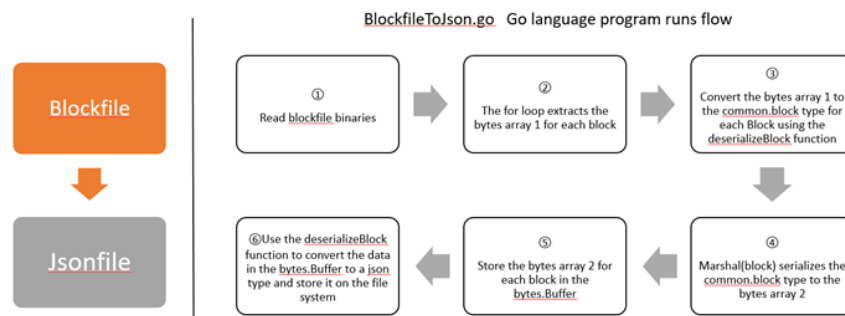 BlockfileToJson.go Go language program runs flow
Blockfile
Jsonfile
①
Read blockfile binaries
②
The for loop extracts the
bytes array 1 for each block
③
Convert the bytes array 1 to
the common.block type for
each Block using the
deserializeBlock function
④
Marshal(block) serializes the
common.block type to the
bytes array 2
⑤
Store the bytes array 2 for
each block in the
bytes.Buffer
⑥Use the deserializeBlock
function to convert the data
in the bytes.Buffer to a json
type and store it on the file
system